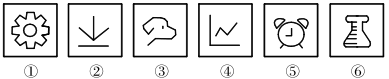 ① ② ③ ④ ⑤ ⑥